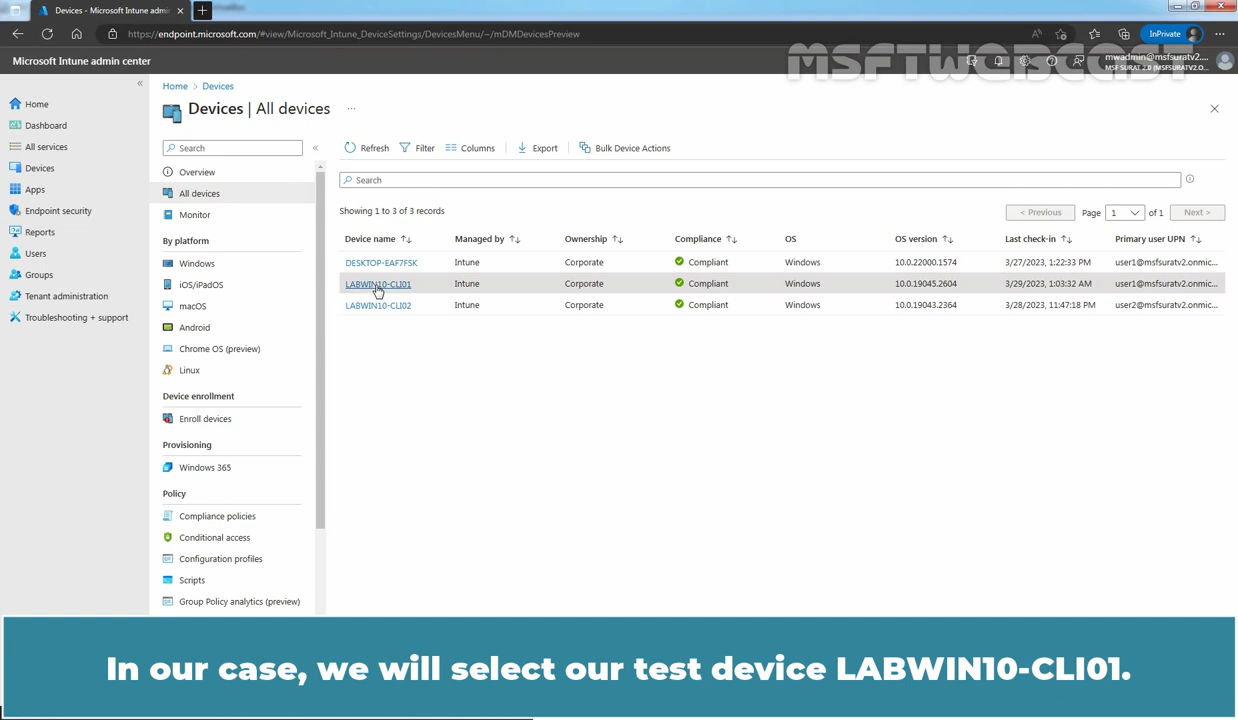 Devices - Microsoft Intune admin
https://endpoint.microsoft.com/#view/Microsoft_Intune_DeviceSettings/DevicesMenu/~/mDMDevicesPreview
InPrivate
Microsoft Intune admin center
MSFTWEBCAST
mwadmin@msfsuratv2....
MSF SURAT 2.0 (MSFSURATV2.O...
Home
Dashboard
All services
Devices
Apps
Endpoint security
Reports
Users
Groups
Tenant administration
Troubleshooting + support
Home > Devices
Devices | All devices ...
Search
Overview
All devices
Monitor
By platform
Windows
iOS/iPadOS
macOS
Android
Chrome OS (preview)
Linux
Device enrollment
Enroll devices
Provisioning
Windows 365
Policy
Compliance policies
Conditional access
Configuration profiles
Scripts
Group Policy analytics (preview)
Refresh Filter Columns Export Bulk Device Actions
Search
Showing 1 to 3 of 3 records < Previous Page 1 of 1 Next >
Device name Managed by Ownership Compliance OS OS version Last check-in Primary user UPN
DESKTOP-EAF7FSK Intune Corporate Compliant Windows 10.0.22000.1574 3/27/2023, 1:22:33 PM user1@msfsuratv2.onmic...
LABWIN10-CLI01 Intune Corporate Compliant Windows 10.0.19045.2604 3/29/2023, 1:03:32 AM user1@msfsuratv2.onmic...
LABWIN10-CLI02 Intune Corporate Compliant Windows 10.0.19043.2364 3/28/2023, 11:47:18 PM user2@msfsuratv2.onmic...
In our case, we will select our test device LABWIN10-CLI01.